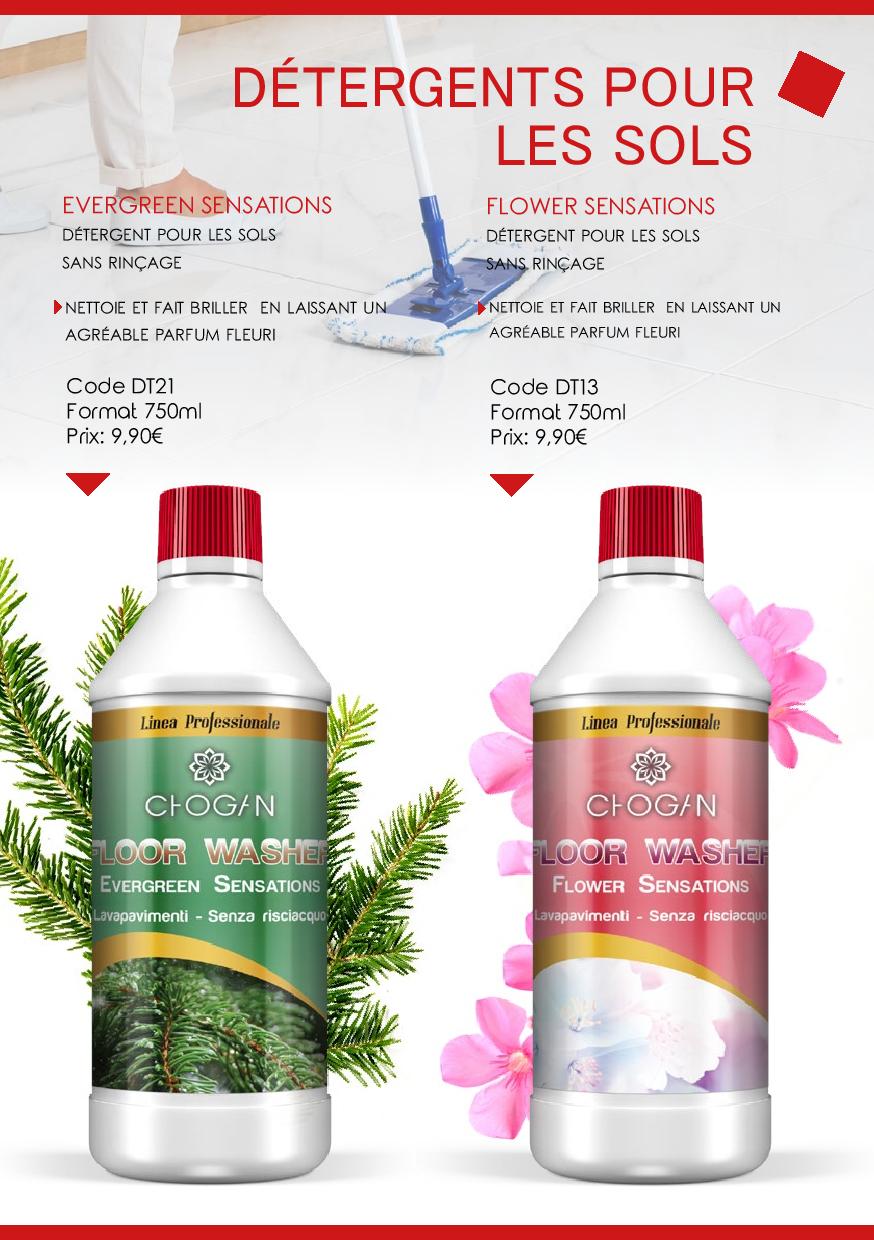 DÉTERGENTS POUR
LES SOLS
EVERGREEN SENSATIONS
DÉTERGENT POUR LES SOLS
SANS RINÇAGE
NETTOIE ET FAIT BRILLER EN LAISSANT UN
AGRÉABLE PARFUM FLEURI
Code DT21
Format 750ml
Prix: 9,90€
FLOWER SENSATIONS
DÉTERGENT POUR LES SOLS
SANS RINÇAGE
NETTOIE ET FAIT BRILLER EN LAISSANT UN
AGRÉABLE PARFUM FLEURI
Code DT13
Format 750ml
Prix: 9,90€
Linea Professionale
CHOGAN
FLOOR WASHER
EVERGREEN SENSATIONS
Lavapavimenti - Senza risciacquo
Linea Professionale
CHOGAN
FLOOR WASHER
FLOWER SENSATIONS
Lavapavimenti - Senza risciacquo